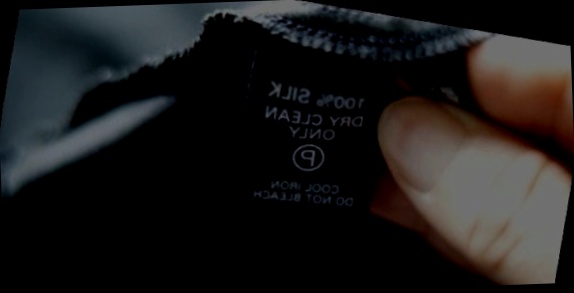 100% SILK
DRY CLEAN
ONLY
P
COOL IRON
DO NOT BLEACH